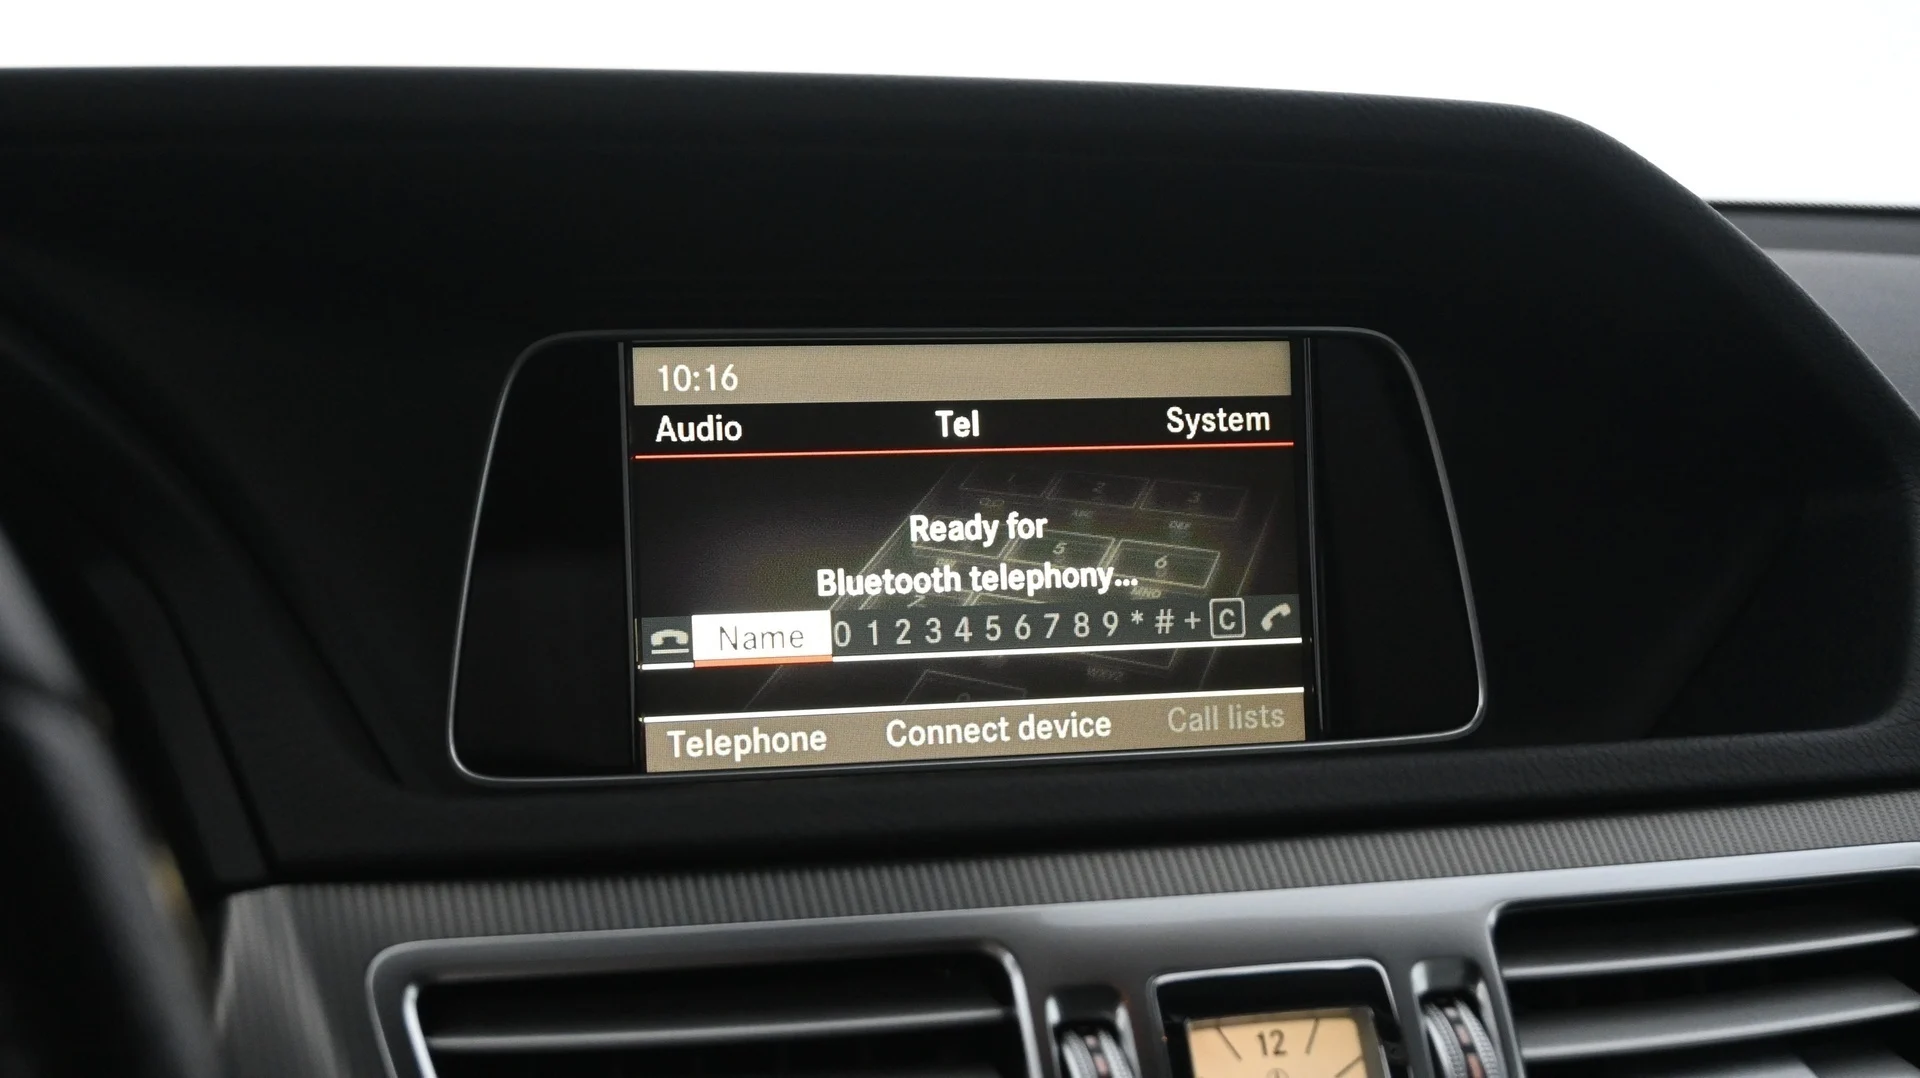 10:16
Audio Tel System
Ready for
Bluetooth telephony...
Name 0 1 2 3 4 5 6 7 8 9 * # + C
Telephone Connect device Call lists
12